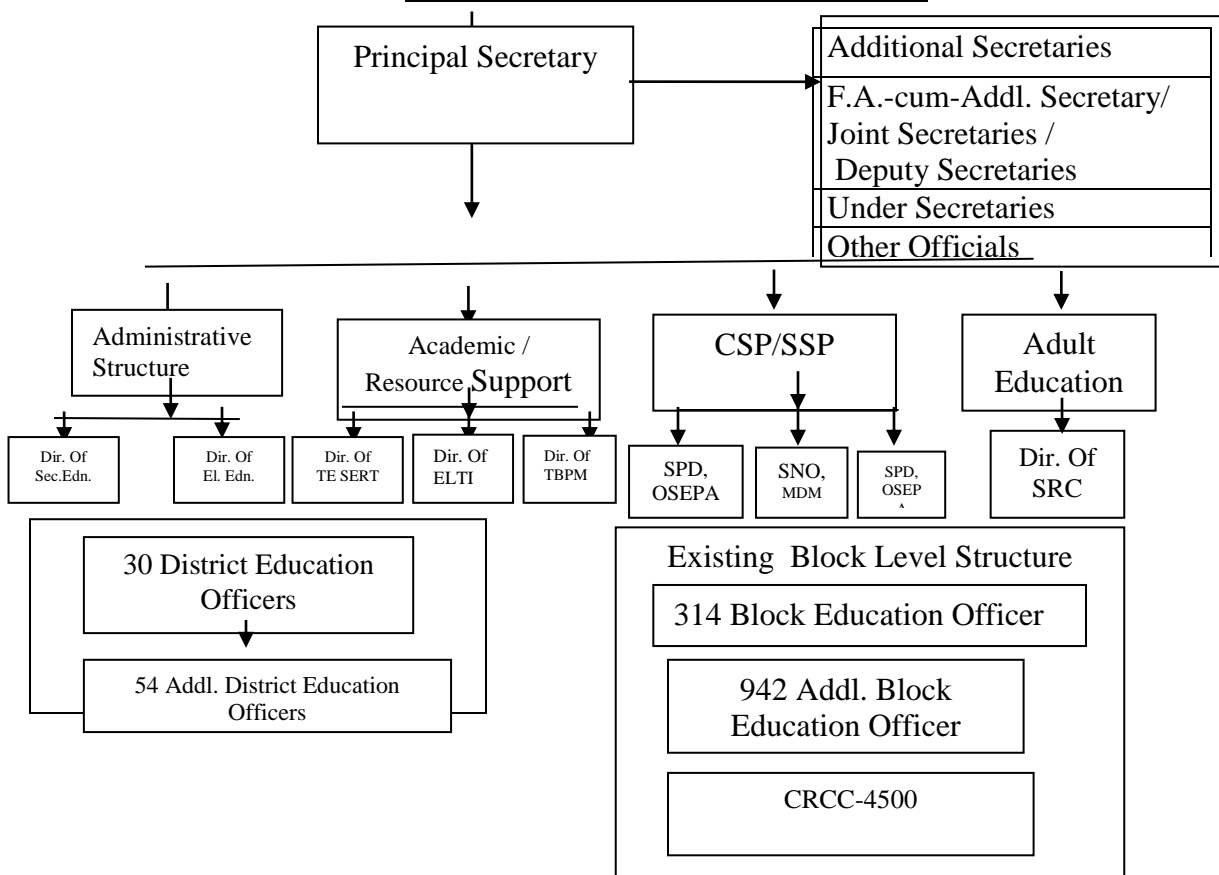 Principal Secretary
Additional Secretaries
F.A.-cum-Addl. Secretary/
Joint Secretaries /
Deputy Secretaries
Under Secretaries
Other Officials
Administrative
Structure
Academic /
Resource Support
CSP/SSP
Adult
Education
Dir. Of
Sec.Edn.
Dir. Of
El. Edn.
Dir. Of
TE SERT
Dir. Of
ELTI
Dir. Of
TBPM
SPD,
OSEPA
SNO,
MDM
SPD,
OSEP
A
Dir. Of
SRC
30 District Education
Officers
54 Addl. District Education
Officers
Existing Block Level Structure
314 Block Education Officer
942 Addl. Block
Education Officer
CRCC-4500